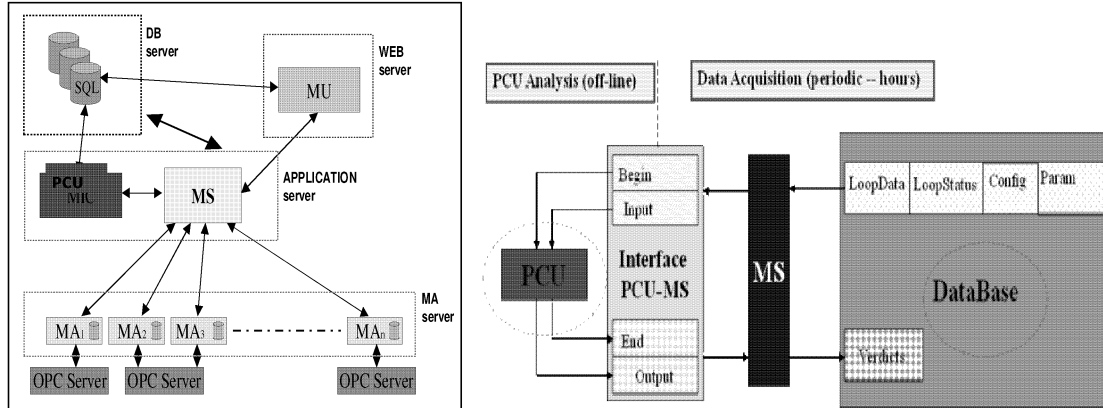 DB
server
SQL
WEB
server
MU
PCU
MS
APPLICATION
server
MA
server
MA1
MA2
MA3
MAn
OPC Server
OPC Server
OPC Server
PCU Analysis (off-line)
Data Acquisition (periodic -- hours)
Begin
Input
PCU
Interface
PCU-MS
End
Output
MS
LoopData
LoopStatus
Config
Param
DataBase
Verdicts